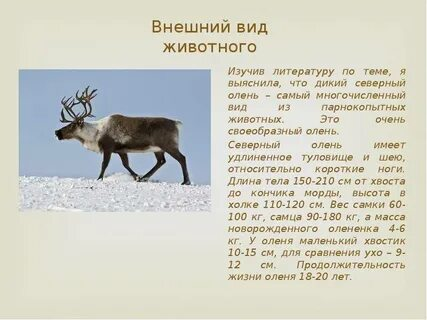 Внешний вид
животного
Изучив литературу по теме, я
выяснила, что дикий северный
олень – самый многочисленный
вид из парнокопытных
животных. Это очень
своеобразный олень.
Северный олень имеет
удлиненное туловище и шею,
относительно короткие ноги.
Длина тела 150-210 см от хвоста
до кончика морды, высота в
холке 110-120 см. Вес самки 60-
100 кг, самца 90-180 кг, а масса
новорожденного олененка 4-6
кг. У оленя маленький хвостик
10-15 см, для сравнения ухо – 9-
12 см. Продолжительность
жизни оленя 18-20 лет.